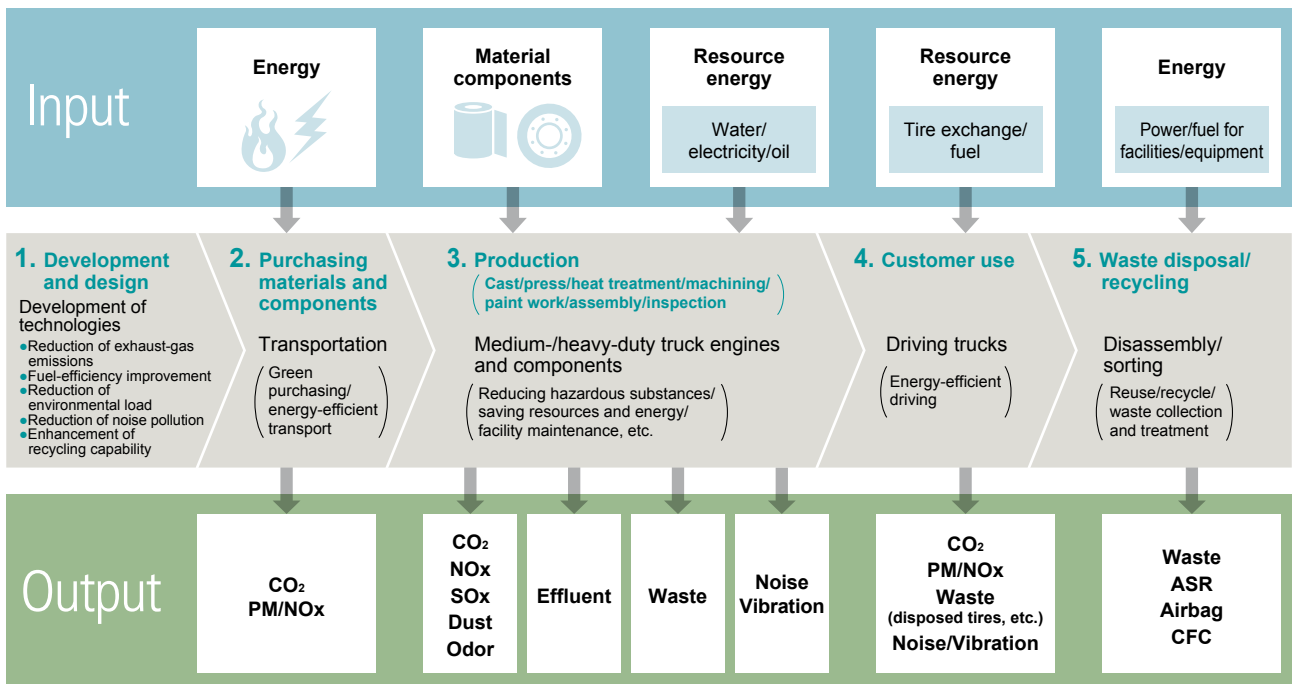 Input
Energy
Material
components
Resource
energy
Water/
electricity/oil
Resource
energy
Tire exchange/
fuel
Energy
Power/fuel for
facilities/equipment
1. Development
and design
Development of
technologies
●Reduction of exhaust-gas
emissions
●Fuel-efficiency improvement
●Reduction of
environmental load
●Reduction of noise pollution
●Enhancement of
recycling capability
2. Purchasing
materials and
components
Transportation
(Green
purchasing/
energy-efficient
transport)
3. Production
(Cast/press/heat treatment/machining/
paint work/assembly/inspection)
Medium-/heavy-duty truck engines
and components
(Reducing hazardous substances/
saving resources and energy/
facility maintenance, etc.)
4. Customer use
Driving trucks
(Energy-efficient
driving)
5. Waste disposal/
recycling
Disassembly/
sorting
(Reuse/recycle/
waste collection
and treatment)
Output
CO₂
PM/NOx
CO₂
NOx
SOx
Dust
Odor
Effluent
Waste
Noise
Vibration
CO₂
PM/NOx
Waste
(disposed tires, etc.)
Noise/Vibration
Waste
ASR
Airbag
CFC